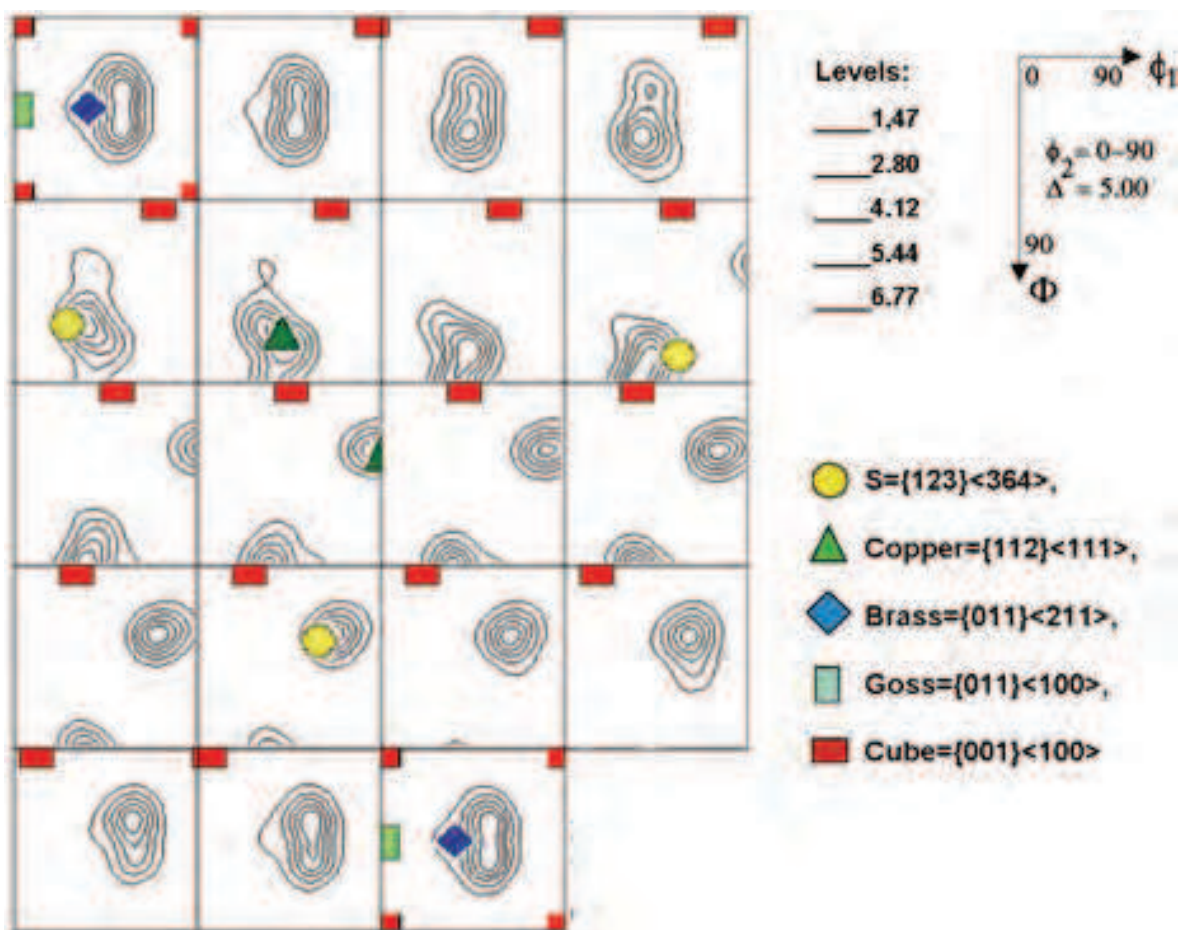 Levels:
1.47
2.80
4.12
5.44
6.77
0 90 ϕ1
ϕ2 = 0–90
Δ = 5.00
90
Φ
S={123}<364>,
Copper={112}<111>,
Brass={011}<211>,
Goss={011}<100>,
Cube={001}<100>